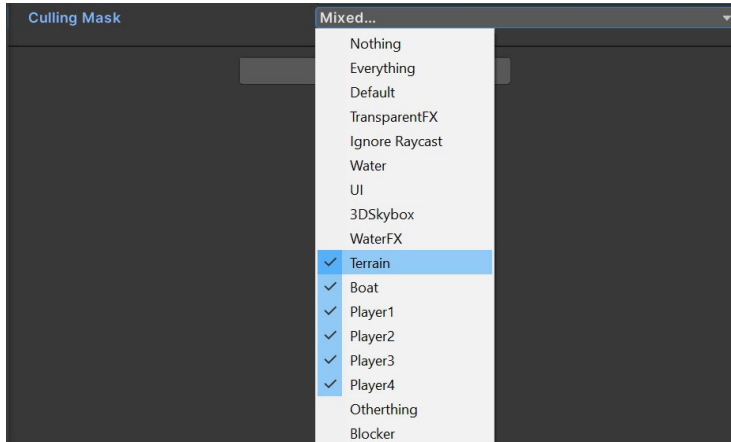 Culling Mask Mixed...
Nothing
Everything
Default
TransparentFX
Ignore Raycast
Water
UI
3DSkybox
WaterFX
Terrain
Boat
Player1
Player2
Player3
Player4
Otherthing
Blocker